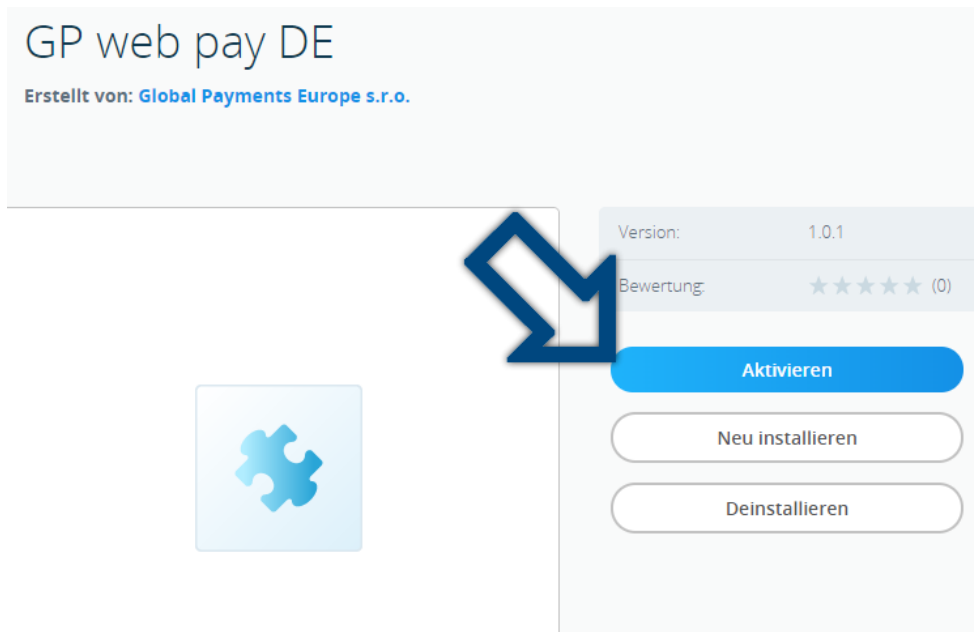 GP web pay DE
Erstellt von: Global Payments Europe s.r.o.
Version: 1.0.1
Bewertung: (0)
Aktivieren
Neu installieren
Deinstallieren